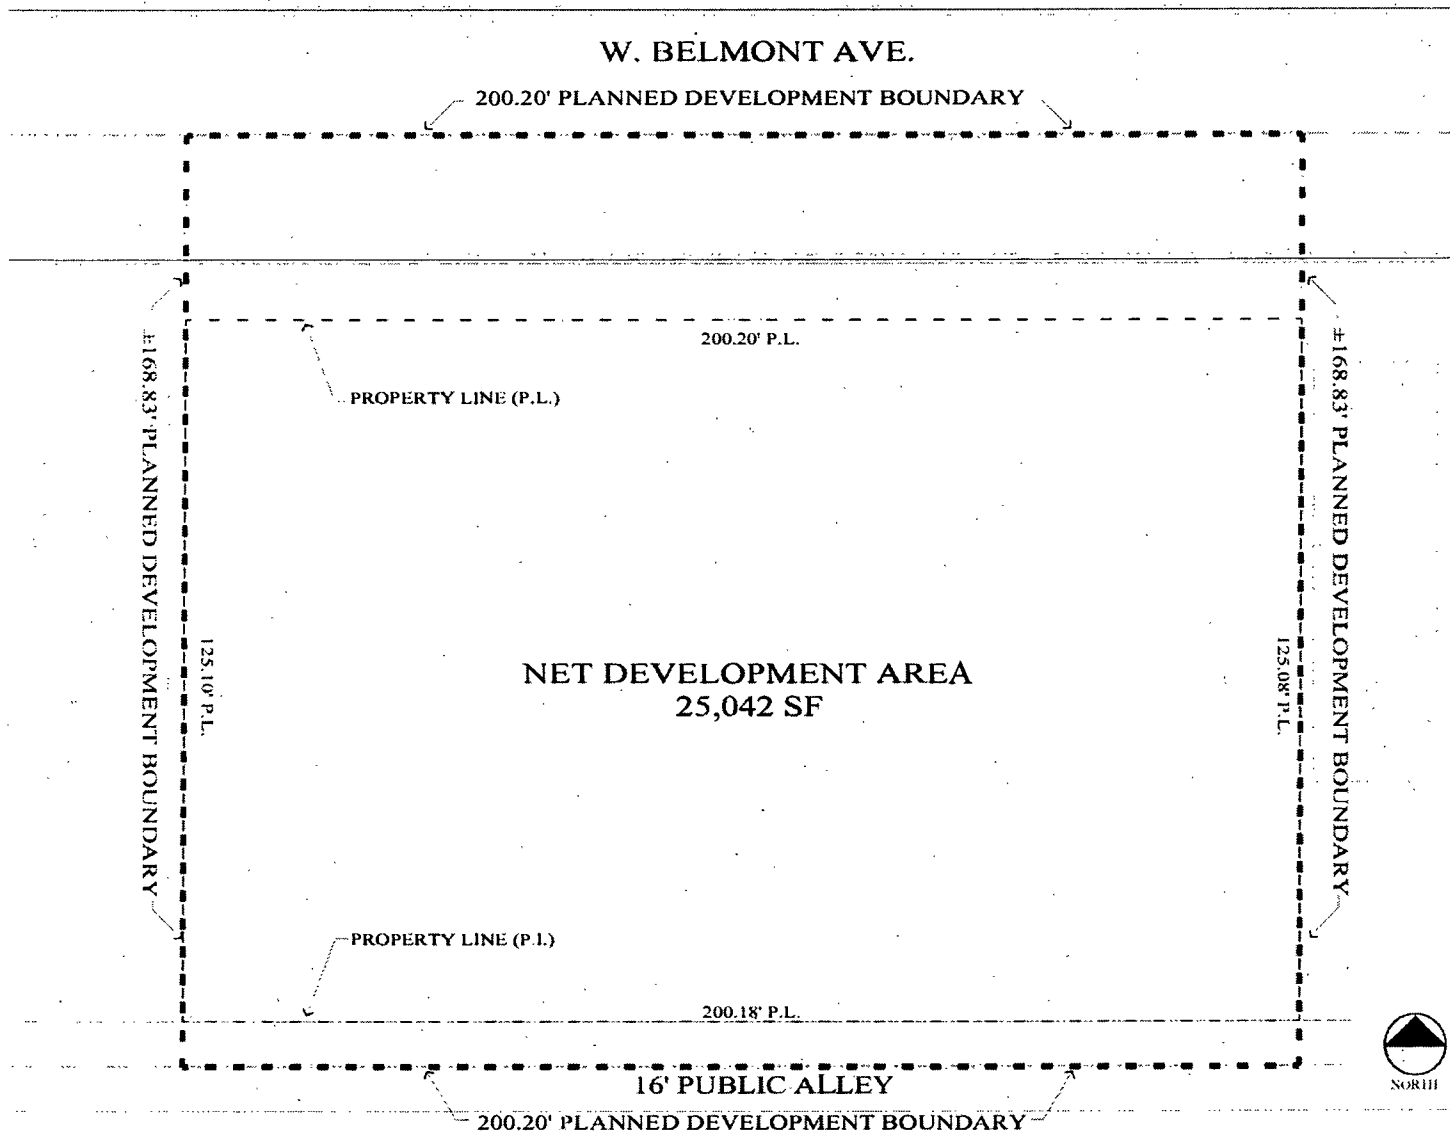 W. BELMONT AVE.
200.20' PLANNED DEVELOPMENT BOUNDARY
200.20' P.L.
PROPERTY LINE (P.L.)
±168.83' PLANNED DEVELOPMENT BOUNDARY
±168.83' PLANNED DEVELOPMENT BOUNDARY
125.10' P.L.
125.08' P.L.
NET DEVELOPMENT AREA
25,042 SF
PROPERTY LINE (P.L.)
200.18' P.L.
16' PUBLIC ALLEY
200.20' PLANNED DEVELOPMENT BOUNDARY
NORTH